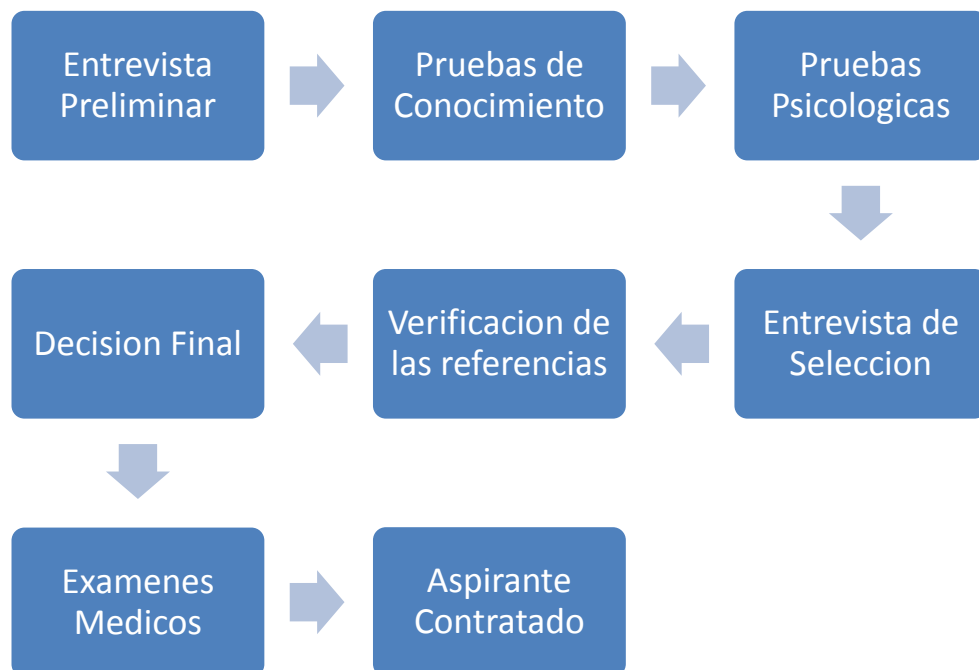 Entrevista
Preliminar
Pruebas de
Conocimiento
Pruebas
Psicologicas
Entrevista de
Seleccion
Verificacion de
las referencias
Decision Final
Examenes
Medicos
Aspirante
Contratado